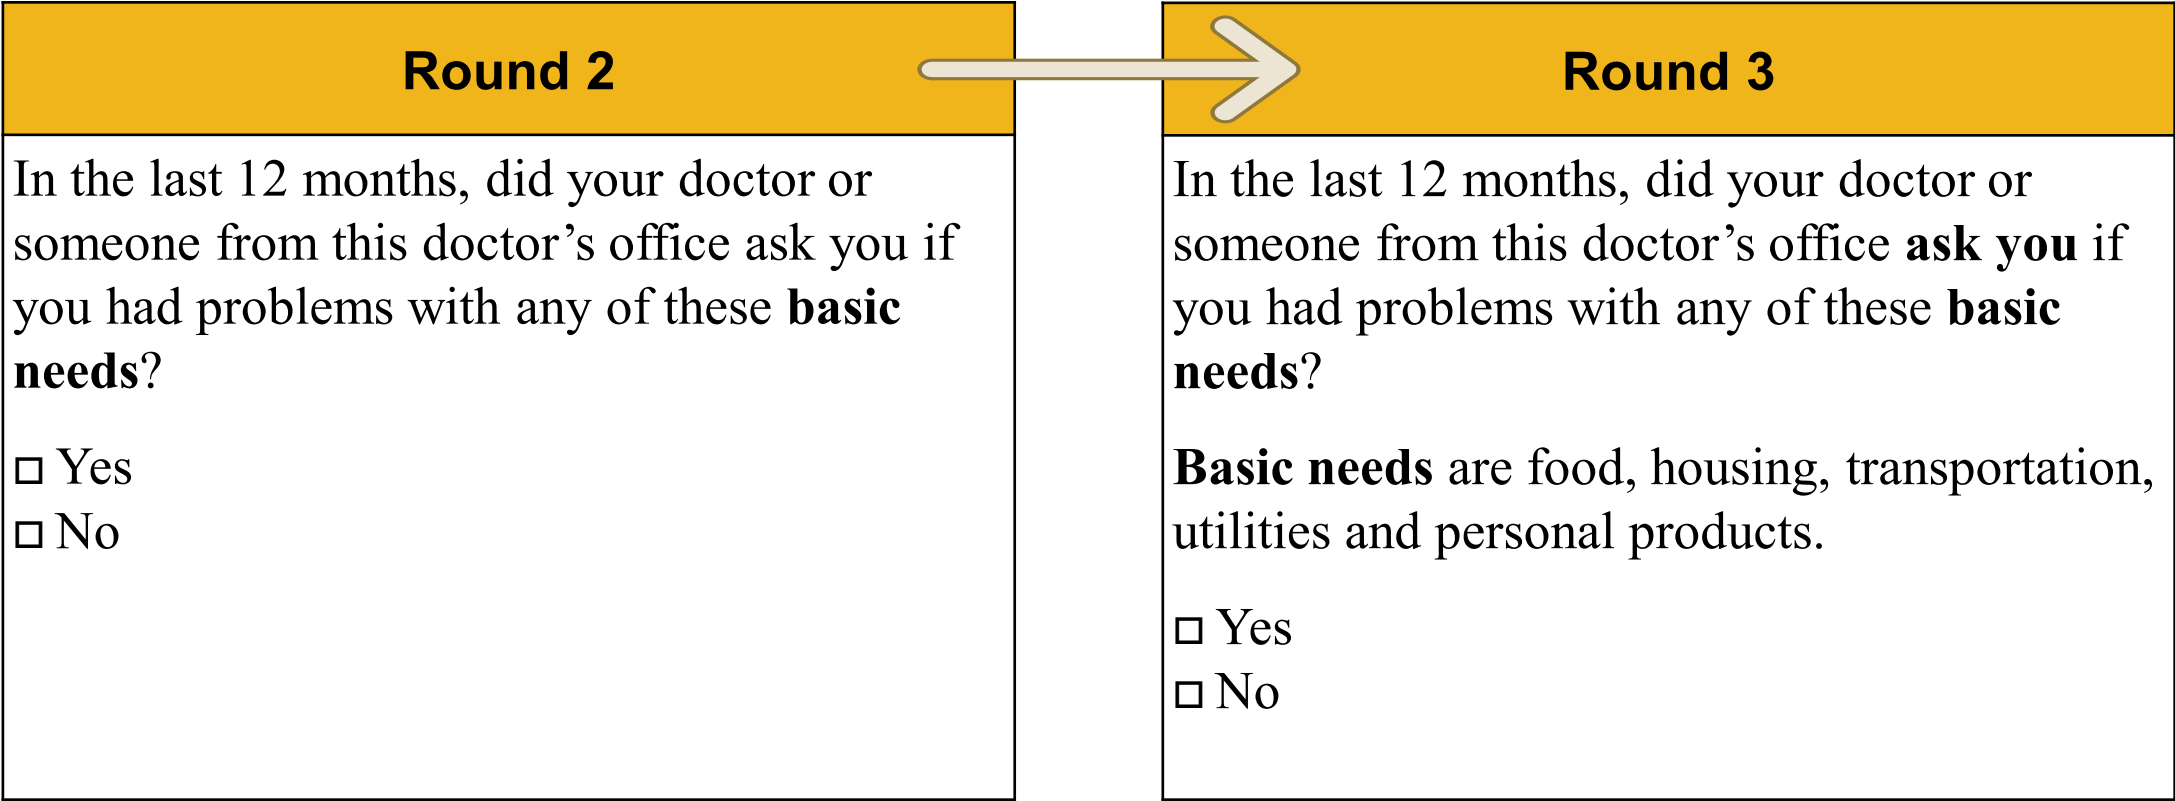 Round 2
In the last 12 months, did your doctor or
someone from this doctor’s office ask you if
you had problems with any of these basic
needs?
□ Yes
□ No
Round 3
In the last 12 months, did your doctor or
someone from this doctor’s office ask you if
you had problems with any of these basic
needs?
Basic needs are food, housing, transportation,
utilities and personal products.
□ Yes
□ No